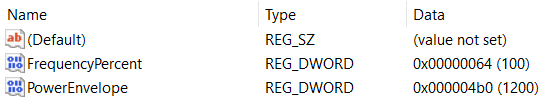 Name Type Data
(Default) REG_SZ (value not set)
FrequencyPercent REG_DWORD 0x00000064 (100)
PowerEnvelope REG_DWORD 0x000004b0 (1200)